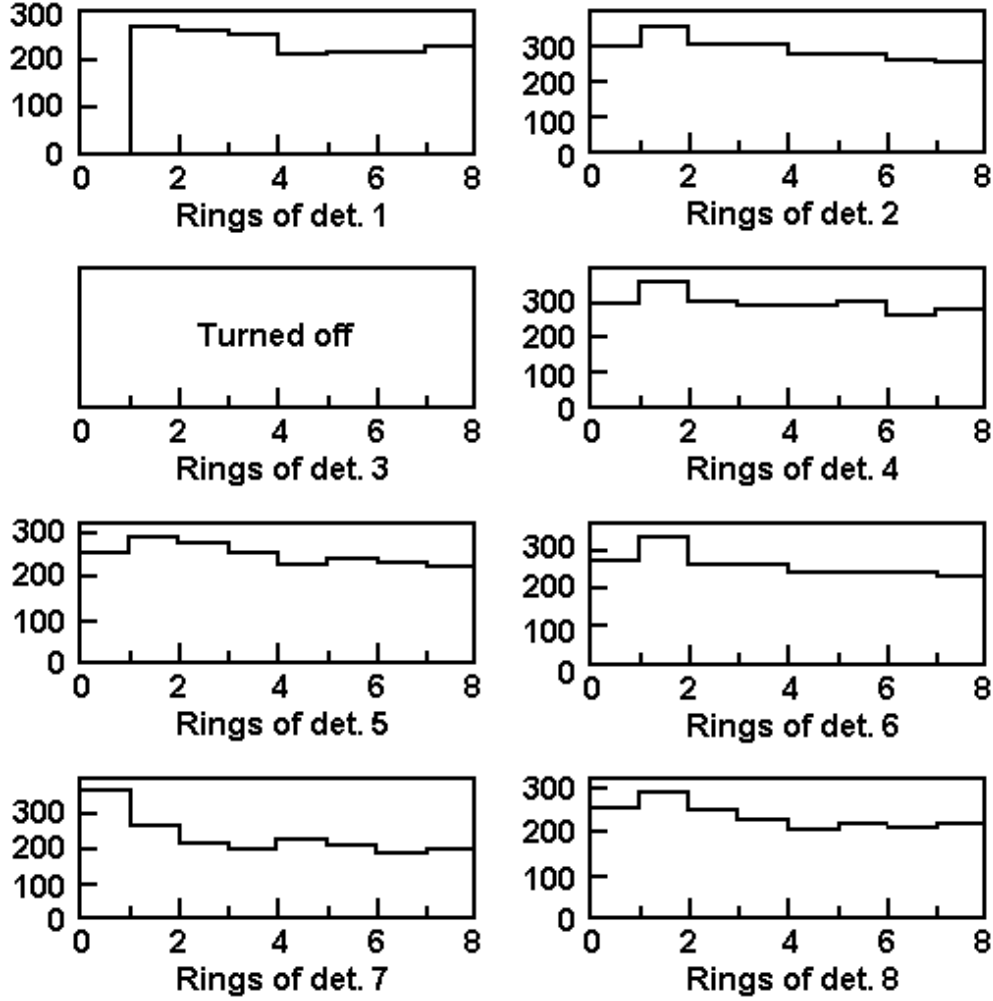 300
200
100
0
0 2 4 6 8
Rings of det. 1
300
200
100
0
0 2 4 6 8
Rings of det. 2
Turned off
0 2 4 6 8
Rings of det. 3
300
200
100
0
0 2 4 6 8
Rings of det. 4
300
200
100
0
0 2 4 6 8
Rings of det. 5
300
200
100
0
0 2 4 6 8
Rings of det. 6
300
200
100
0
0 2 4 6 8
Rings of det. 7
300
200
100
0
0 2 4 6 8
Rings of det. 8